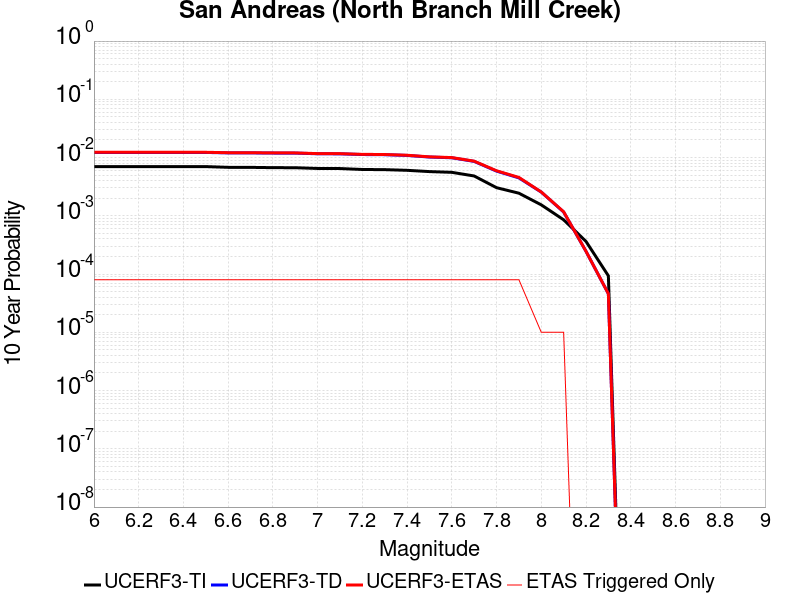 San Andreas (North Branch Mill Creek)
10^0
10^-1
10^-2
10^-3
10^-4
10^-5
10^-6
10^-7
10^-8
10 Year Probability
6 6.2 6.4 6.6 6.8 7 7.2 7.4 7.6 7.8 8 8.2 8.4 8.6 8.8 9
Magnitude
UCERF3-TI UCERF3-TD UCERF3-ETAS ETAS Triggered Only